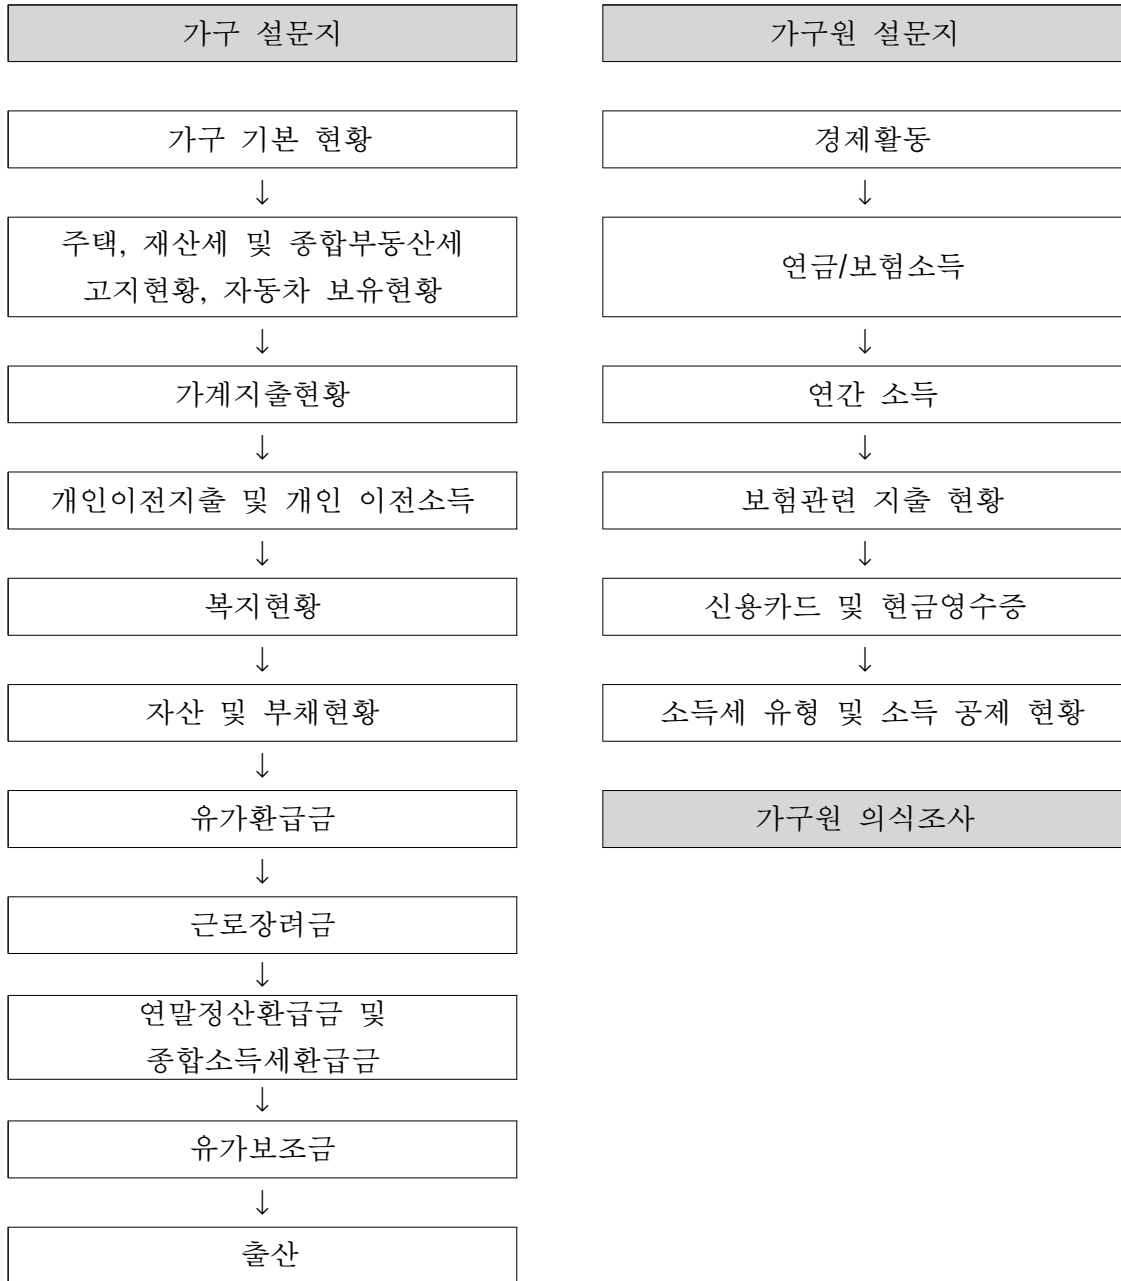 가구 설문지
가구 기본 현황
↓
주택, 재산세 및 종합부동산세
고지현황, 자동차 보유현황
↓
가계지출현황
↓
개인이전지출 및 개인 이전소득
↓
복지현황
↓
자산 및 부채현황
↓
유가환급금
↓
근로장려금
↓
연말정산환급금 및
종합소득세환급금
↓
유가보조금
↓
출산
가구원 설문지
경제활동
↓
연금/보험소득
↓
연간 소득
↓
보험관련 지출 현황
↓
신용카드 및 현금영수증
↓
소득세 유형 및 소득 공제 현황
가구원 의식조사